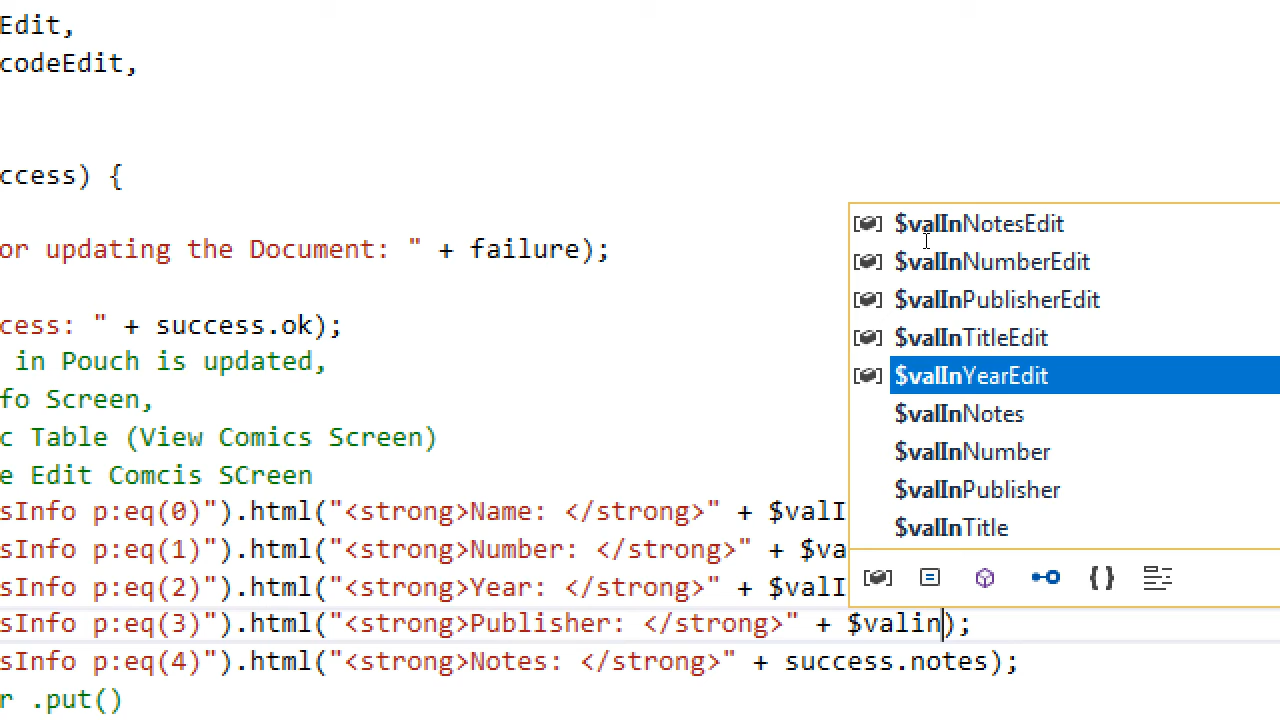 Edit,
codeEdit,
ccess) {
or updating the Document: " + failure);
cess: " + success.ok);
in Pouch is updated,
fo Screen,
c Table (View Comics Screen)
e Edit Comcis SCreen
sInfo p:eq(0)").html("<strong>Name: </strong>" + $valI
sInfo p:eq(1)").html("<strong>Number: </strong>" + $va
sInfo p:eq(2)").html("<strong>Year: </strong>" + $valI
sInfo p:eq(3)").html("<strong>Publisher: </strong>" + $valin);
sInfo p:eq(4)").html("<strong>Notes: </strong>" + success.notes);
r .put()
$valInNotesEdit
$valInNumberEdit
$valInPublisherEdit
$valInTitleEdit
$valInYearEdit
$valInNotes
$valInNumber
$valInPublisher
$valInTitle